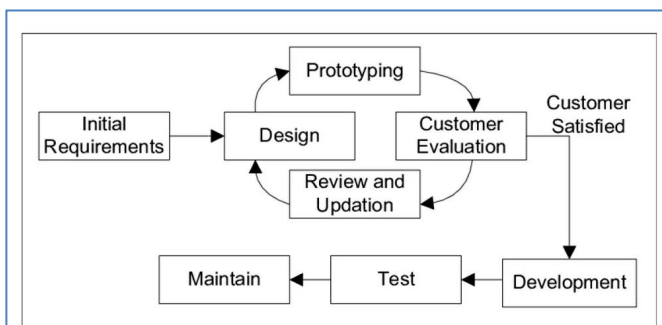 Prototyping
Initial
Requirements
Design
Customer
Evaluation
Customer
Satisfied
Review and
Updation
Maintain
Test
Development